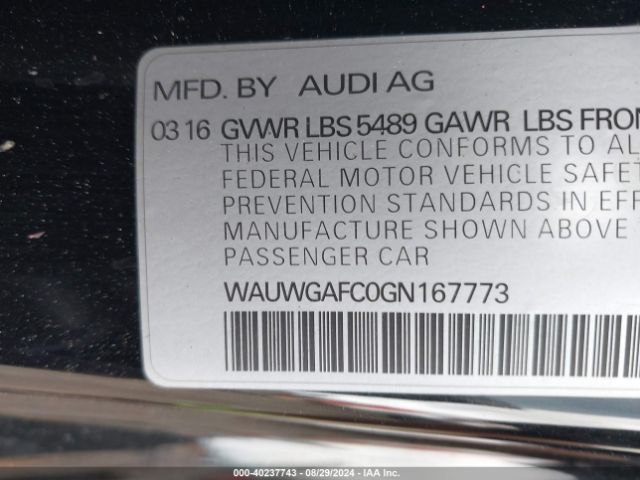 MFD. BY AUDI AG
03 16 GVWR LBS 5489 GAWR LBS FRON
THIS VEHICLE CONFORMS TO AL
FEDERAL MOTOR VEHICLE SAFET
PREVENTION STANDARDS IN EFF
MANUFACTURE SHOWN ABOVE
PASSENGER CAR
WAUWGAFC0GN167773
000-40237743 - 08/29/2024 - IAA Inc.